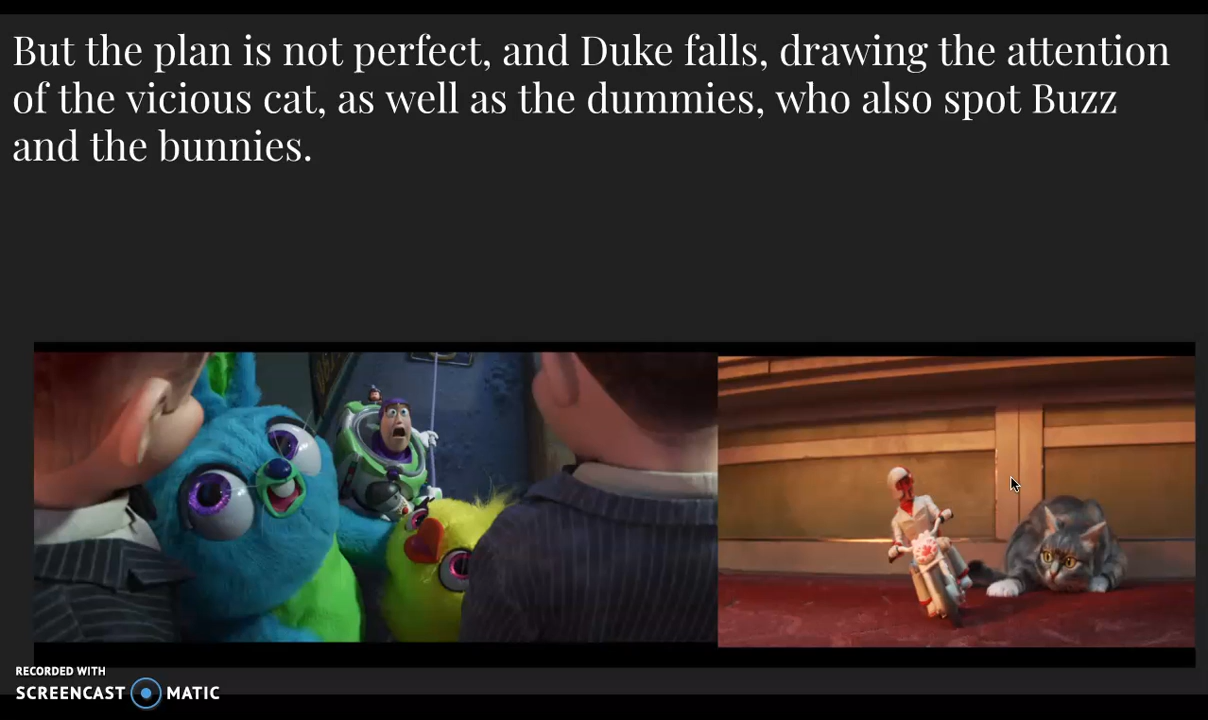 But the plan is not perfect, and Duke falls, drawing the attention
of the vicious cat, as well as the dummies, who also spot Buzz
and the bunnies.
RECORDED WITH
SCREENCAST MATIC